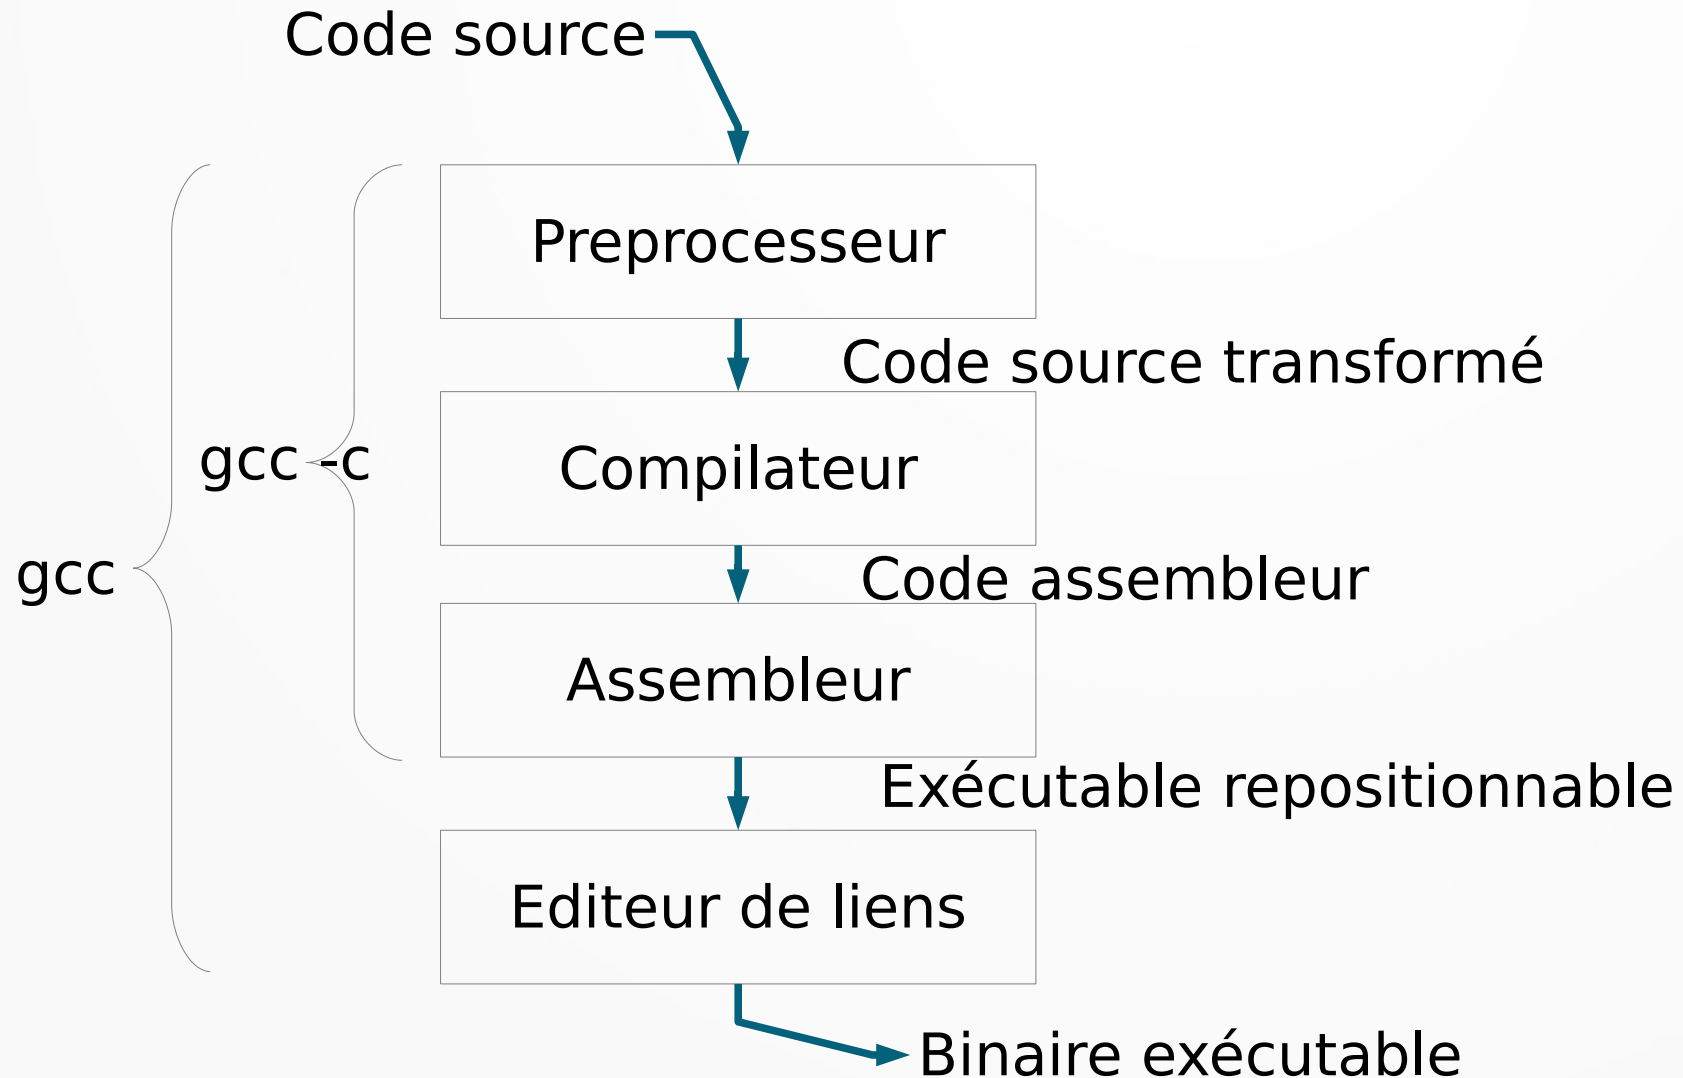 Code source
Preprocesseur
Code source transformé
gcc -c
Compilateur
gcc
Code assembleur
Assembleur
Exécutable repositionnable
Editeur de liens
Binaire exécutable